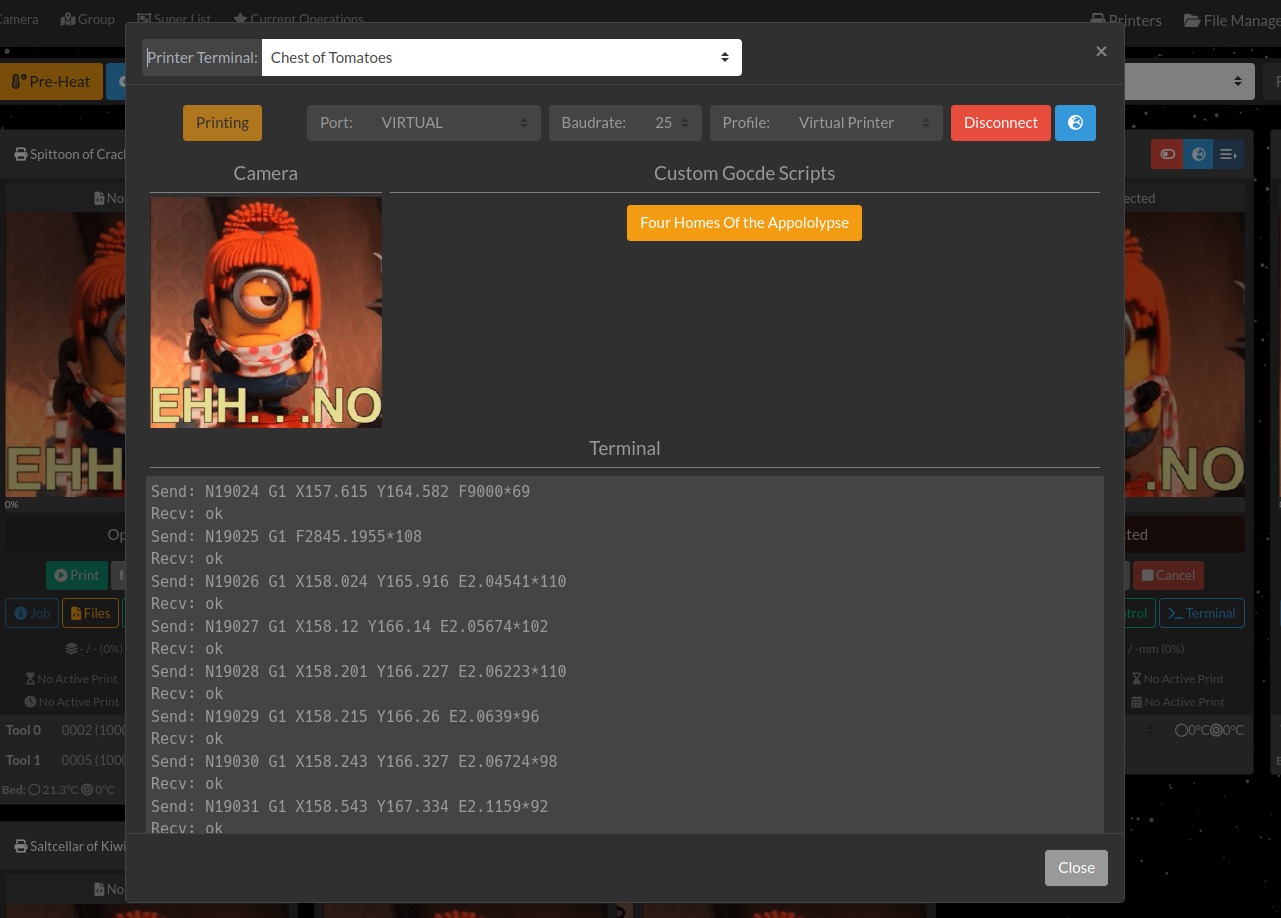 Camera
Group
Super List
Current Operations
Printers
File Manage
Printer Terminal:
Chest of Tomatoes
×
Pre-Heat
Printing
Port: VIRTUAL
Baudrate: 25
Profile: Virtual Printer
Disconnect
Spittoon of Crack
No
ected
Camera
Custom Gocde Scripts
Four Homes Of the Appololypse
EHH...NO
EHH
.NO
0%
Op
cted
Print
Cancel
Job
Files
trol
Terminal
- / - (0%)
/ -mm (0%)
No Active Print
No Active Print
No Active Print
No Active Print
Tool 0 0002 (1000
0°C 0°C
Tool 1 0005 (1000
Bed: 21.3°C 0°C
Terminal
Send: N19024 G1 X157.615 Y164.582 F9000*69
Recv: ok
Send: N19025 G1 F2845.1955*108
Recv: ok
Send: N19026 G1 X158.024 Y165.916 E2.04541*110
Recv: ok
Send: N19027 G1 X158.12 Y166.14 E2.05674*102
Recv: ok
Send: N19028 G1 X158.201 Y166.227 E2.06223*110
Recv: ok
Send: N19029 G1 X158.215 Y166.26 E2.0639*96
Recv: ok
Send: N19030 G1 X158.243 Y166.327 E2.06724*98
Recv: ok
Send: N19031 G1 X158.543 Y167.334 E2.1159*92
Recv: ok
Saltcellar of Kiwi
No
Close